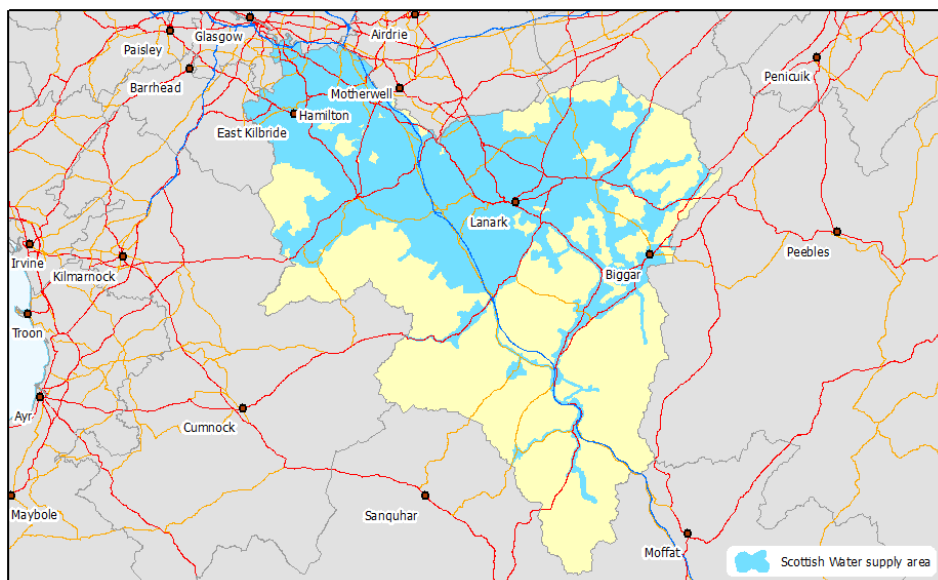 Glasgow
Airdrie
Paisley
Penicuik
Barrhead
Motherwell
Hamilton
East Kilbride
Lanark
Peebles
Irvine
Kilmarnock
Biggar
Troon
Ayr
Cumnock
Maybole
Sanquhar
Moffat
Scottish Water supply area